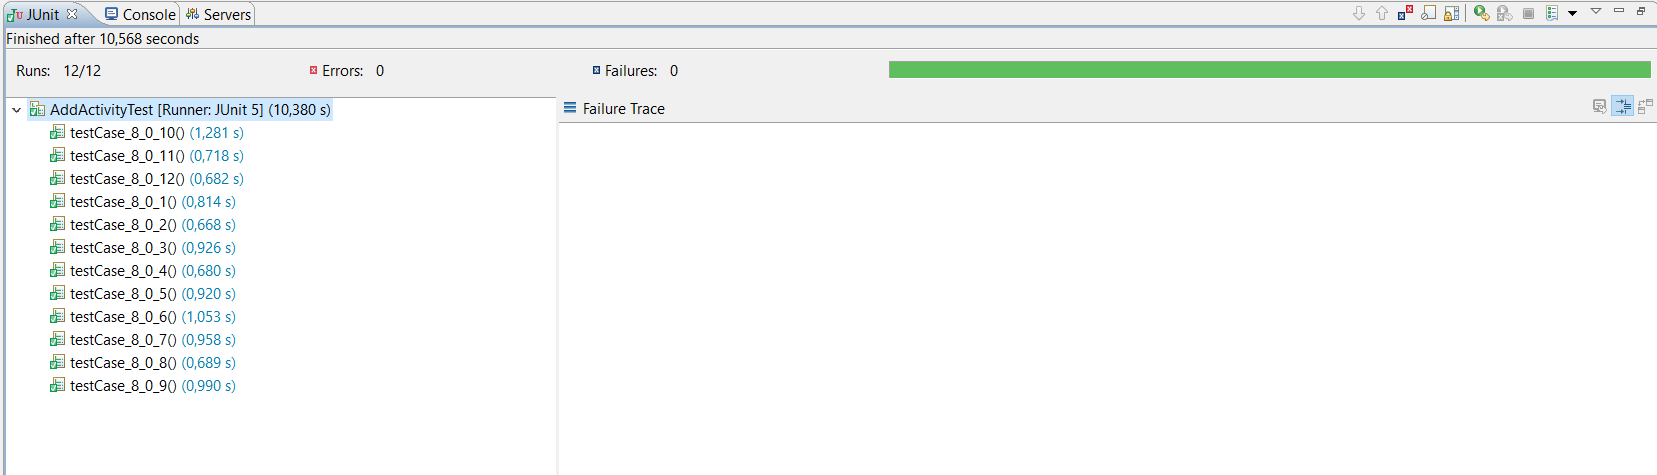 JUnit Console Servers
Finished after 10,568 seconds
Runs: 12/12 Errors: 0 Failures: 0
AddActivityTest [Runner: JUnit 5] (10,380 s)
testCase_8_0_10() (1,281 s)
testCase_8_0_11() (0,718 s)
testCase_8_0_12() (0,682 s)
testCase_8_0_1() (0,814 s)
testCase_8_0_2() (0,668 s)
testCase_8_0_3() (0,926 s)
testCase_8_0_4() (0,680 s)
testCase_8_0_5() (0,920 s)
testCase_8_0_6() (1,053 s)
testCase_8_0_7() (0,958 s)
testCase_8_0_8() (0,689 s)
testCase_8_0_9() (0,990 s)
Failure Trace